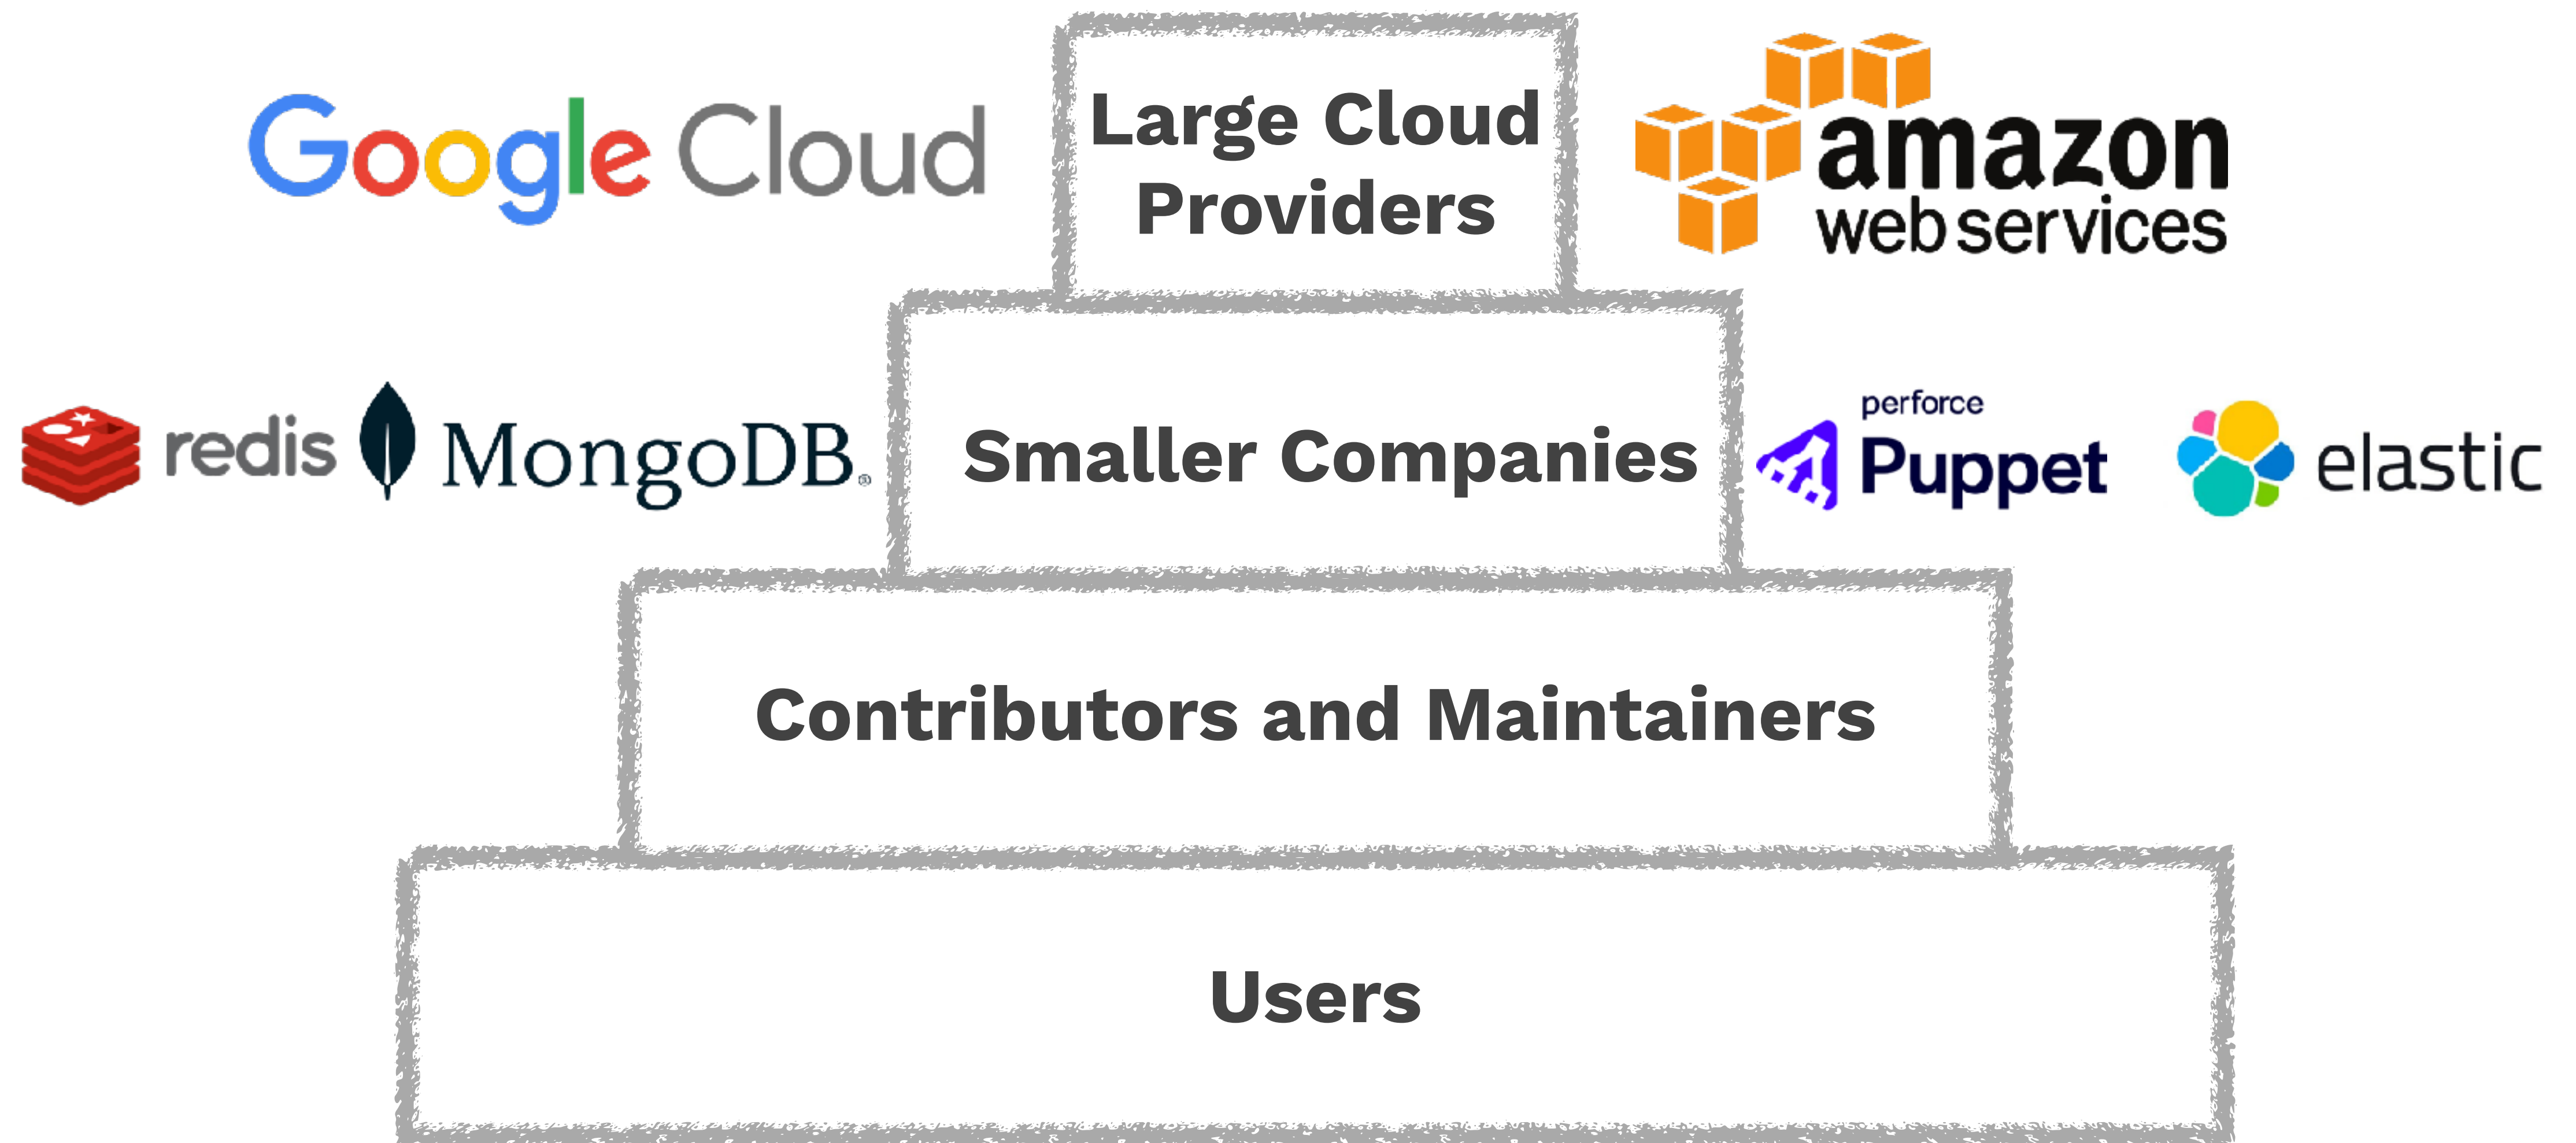 Google Cloud
Large Cloud
Providers
amazon
web services
redis
MongoDB®
Smaller Companies
perforce
Puppet
elastic
Contributors and Maintainers
Users